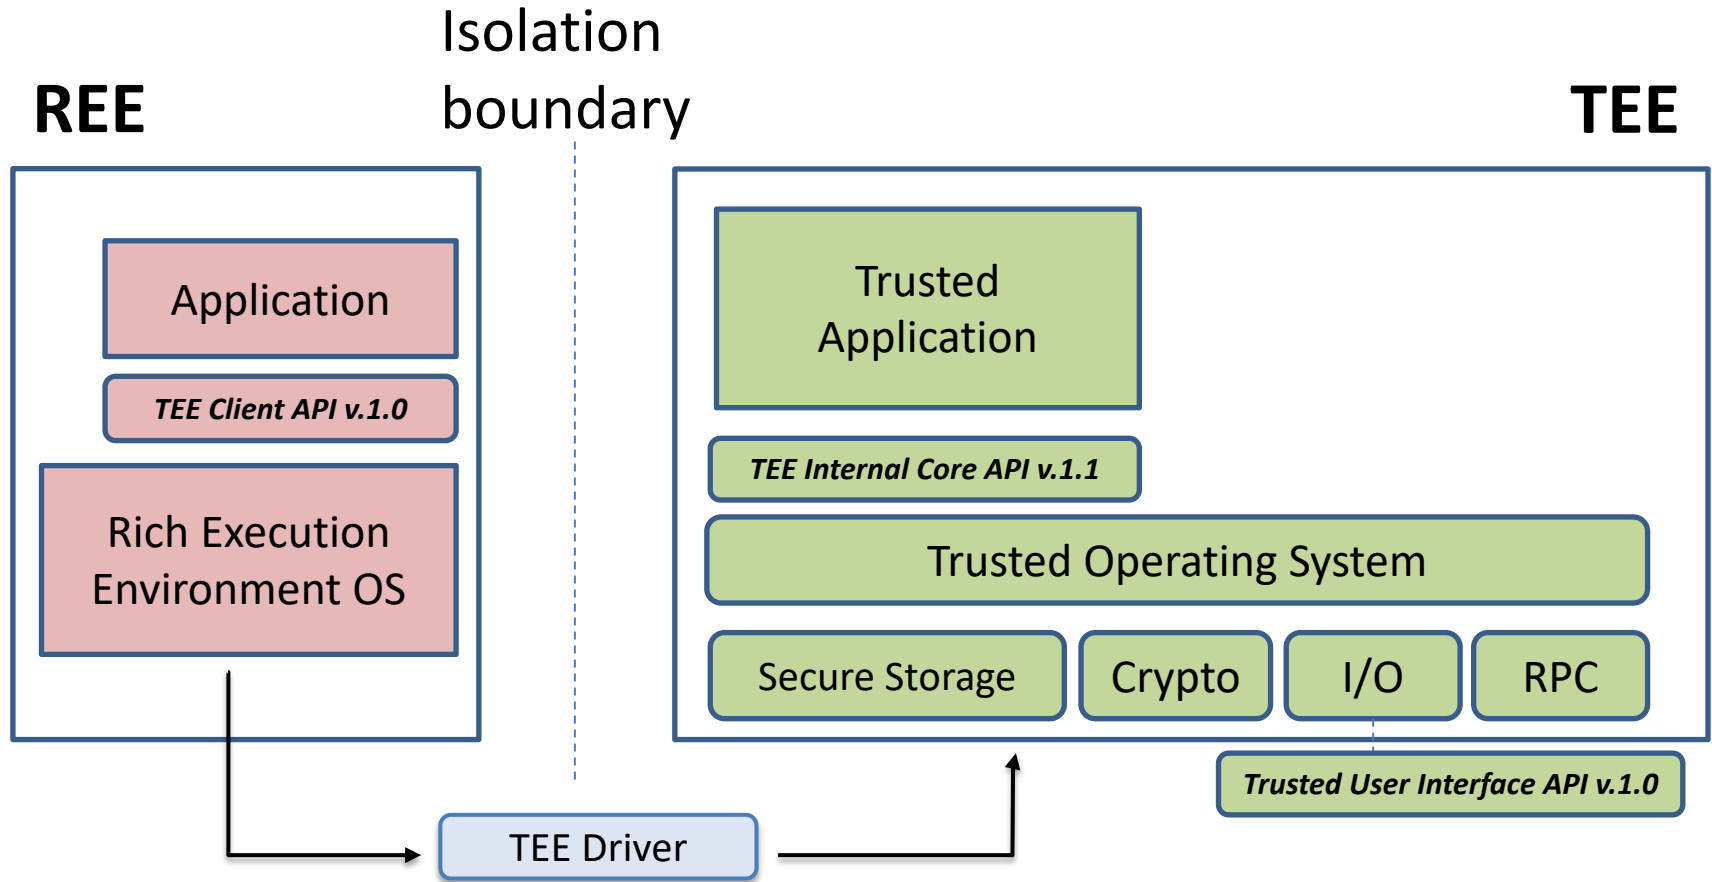 Isolation
boundary
REE
TEE
Application
TEE Client API v.1.0
Rich Execution
Environment OS
Trusted
Application
TEE Internal Core API v.1.1
Trusted Operating System
Secure Storage
Crypto
I/O
RPC
Trusted User Interface API v.1.0
TEE Driver